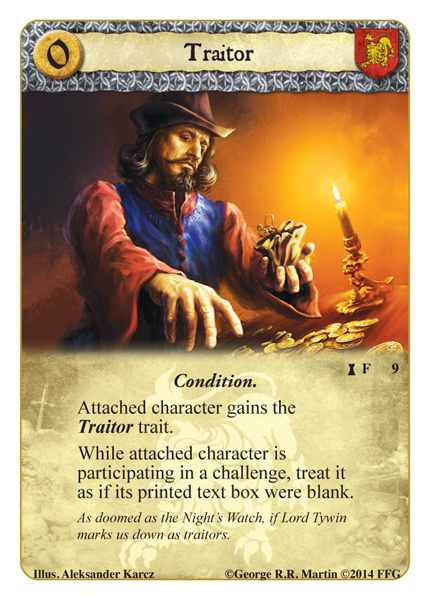 0
Traitor
F 9
Condition.
Attached character gains the
Traitor trait.
While attached character is
participating in a challenge, treat it
as if its printed text box were blank.
As doomed as the Night's Watch, if Lord Tywin
marks us down as traitors.
Illus. Aleksander Karcz ©George R.R. Martin ©2014 FFG